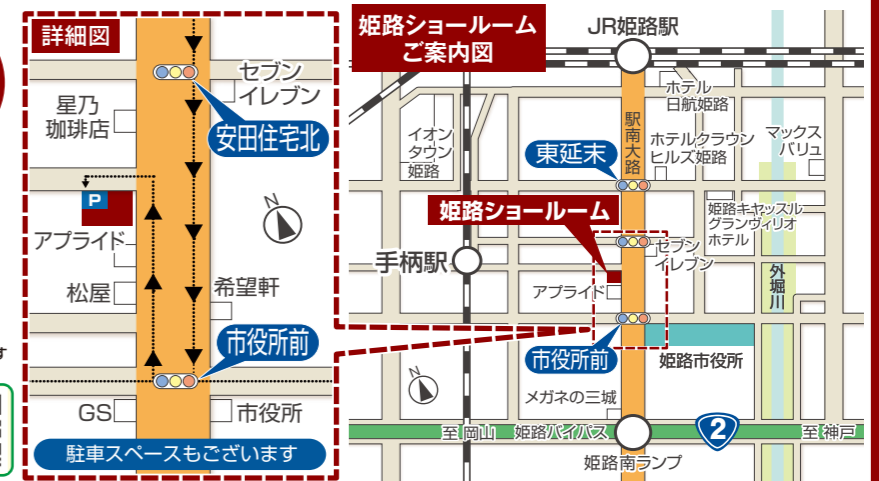 詳細図
セブン
イレブン
星乃
珈琲店
安田住宅北
P
N
アプライド
松屋
希望軒
市役所前
GS
市役所
駐車スペースもございます
す
姫路ショールーム
ご案内図
JR姫路駅
ホテル
日航姫路
駅南大路
イオン
タウン
姫路
東延末
ホテルクラウン
ヒルズ姫路
マックス
バリュ
姫路ショールーム
姫路キャッスル
グランヴィリオ
ホテル
手柄駅
セブン
イレブン
外堀川
アプライド
市役所前
姫路市役所
N
メガネの三城
至 岡山
姫路バイパス
2
至 神戸
姫路南ランプ